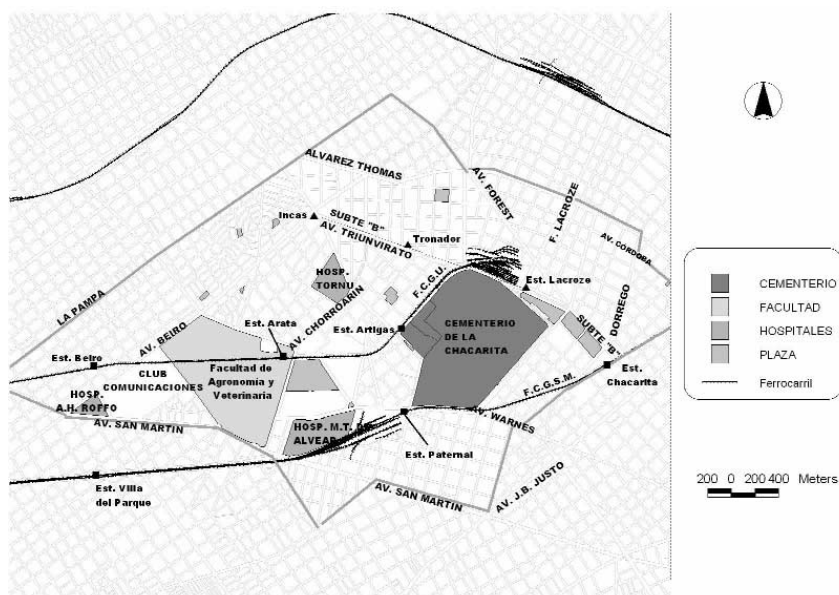 ALVAREZ THOMAS
AV. FOREST
F. LACROZE
AV. CORDOBA
Incas
SUBTE "B"
AV. TRIUNVIRATO
Tronador
HOSP.
TORNU
F.C.G.U.
Est. Lacroze
LA PAMPA
AV. CHORROARIN
DORREGO
SUBTE "B"
AV. BEIRO
Est. Arata
Est. Artigas
CEMENTERIO
DE LA
CHACARITA
Est. Beiro
CLUB
COMUNICACIONES
Facultad de
Agronomía y
Veterinaria
Est.
Chacarita
F.C.G.S.M.
HOSP.
A.H. ROFFO
AV. SAN MARTIN
AV. WARNES
HOSP. M.T. DE
ALVEAR
Est. Paternal
Est. Villa
del Parque
AV. SAN MARTIN
AV. J.B. JUSTO
CEMENTERIO
FACULTAD
HOSPITALES
PLAZA
Ferrocarril
200 0 200 400 Meters